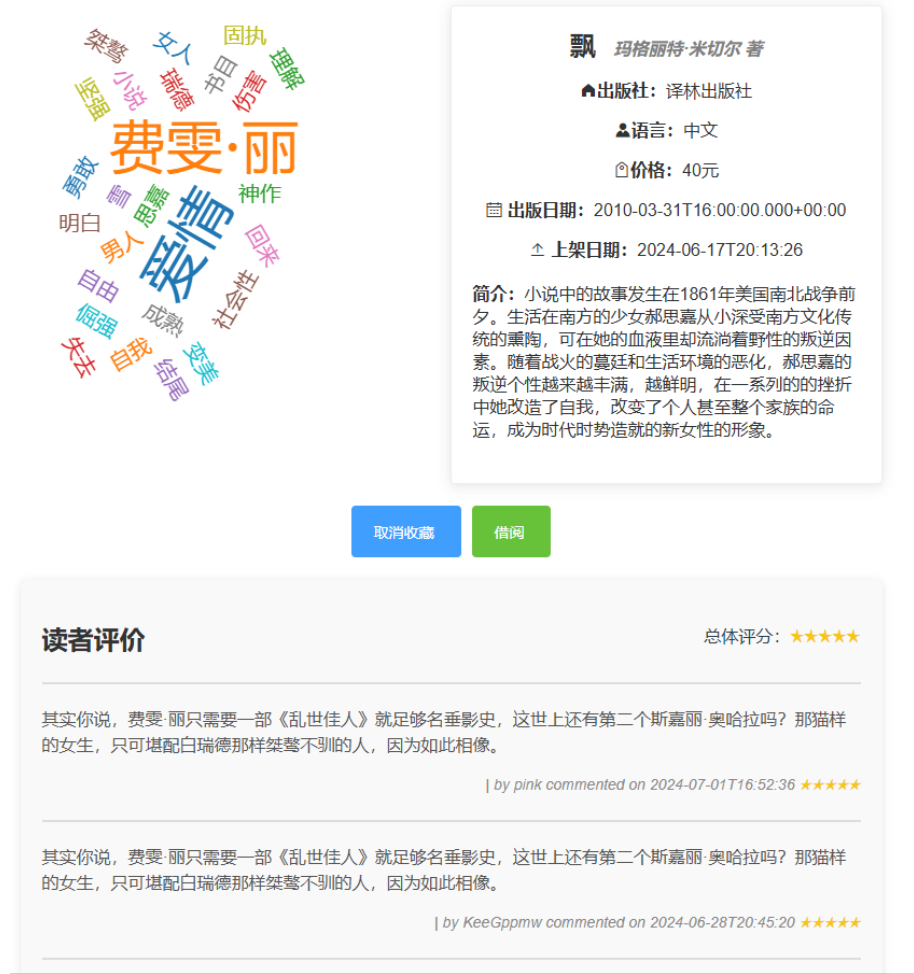 固执
桀骜
女人
理解
书目
小说
瑞德
伤害
坚强
费雯·丽
勇敢
雪
思嘉
神作
明白
男人
爱情
回来
自由
社会性
倔强
成熟
失去
自我
变美
结尾
飘 玛格丽特·米切尔 著
出版社：译林出版社
语言：中文
价格：40元
出版日期：2010-03-31T16:00:00.000+00:00
上架日期：2024-06-17T20:13:26
简介：小说中的故事发生在1861年美国南北战争前
夕。生活在南方的少女郝思嘉从小深受南方文化传
统的熏陶，可在她的血液里却流淌着野性的叛逆因
素。随着战火的蔓廷和生活环境的恶化，郝思嘉的
叛逆个性越来越丰满，越鲜明，在一系列的的挫折
中她改造了自我，改变了个人甚至整个家族的命
运，成为时代时势造就的新女性的形象。
取消收藏 借阅
读者评价 总体评分：★★★★★
其实你说，费雯·丽只需要一部《乱世佳人》就足够名垂影史，这世上还有第二个斯嘉丽·奥哈拉吗？那猫样
的女生，只可堪配白瑞德那样桀骜不驯的人，因为如此相像。
| by pink commented on 2024-07-01T16:52:36 ★★★★★
其实你说，费雯·丽只需要一部《乱世佳人》就足够名垂影史，这世上还有第二个斯嘉丽·奥哈拉吗？那猫样
的女生，只可堪配白瑞德那样桀骜不驯的人，因为如此相像。
| by KeeGppmw commented on 2024-06-28T20:45:20 ★★★★★